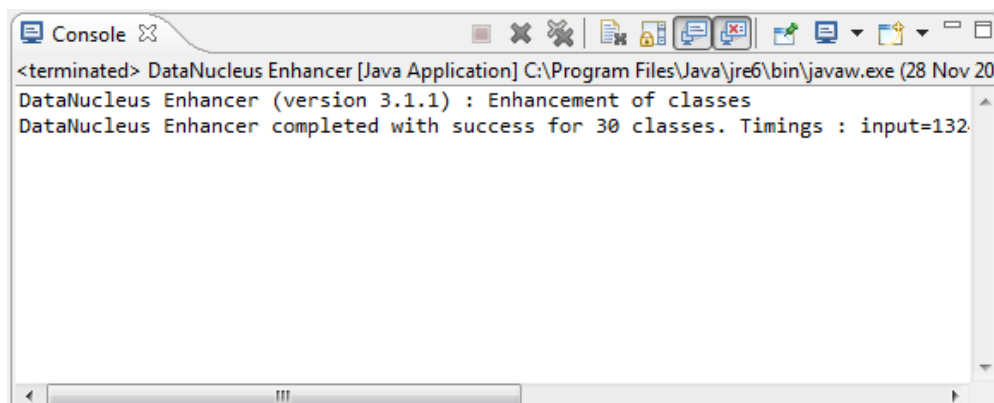 Console
<terminated> DataNucleus Enhancer [Java Application] C:\Program Files\Java\jre6\bin\javaw.exe (28 Nov 20
DataNucleus Enhancer (version 3.1.1) : Enhancement of classes
DataNucleus Enhancer completed with success for 30 classes. Timings : input=132